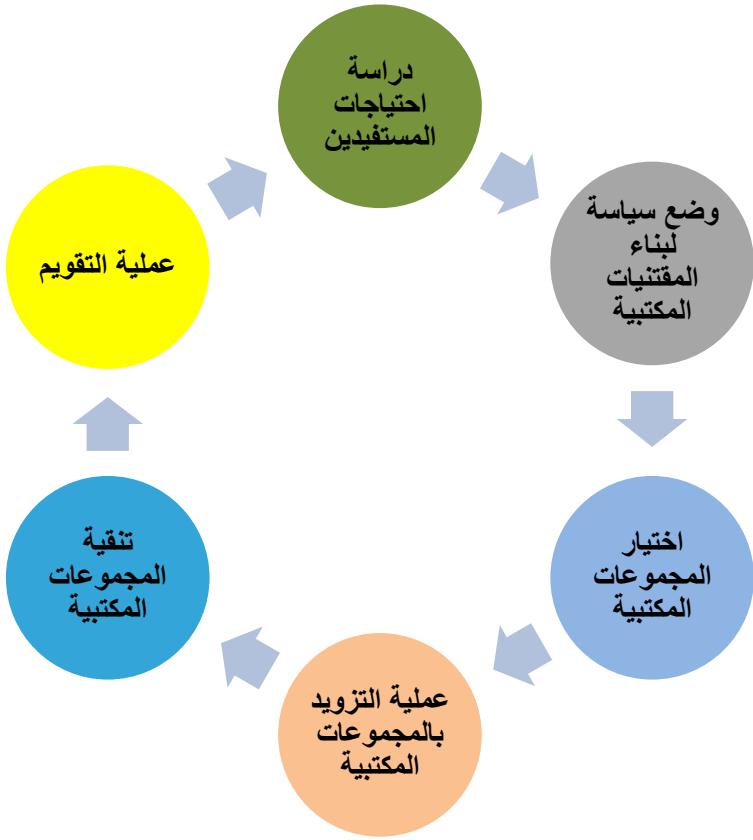 دراسة
احتياجات
المستفيدين
وضع سياسة
لبناء
المقتنيات
المكتبية
اختيار
المجموعات
المكتبية
عملية التزويد
بالمجموعات
المكتبية
تنقية
المجموعات
المكتبية
عملية التقويم